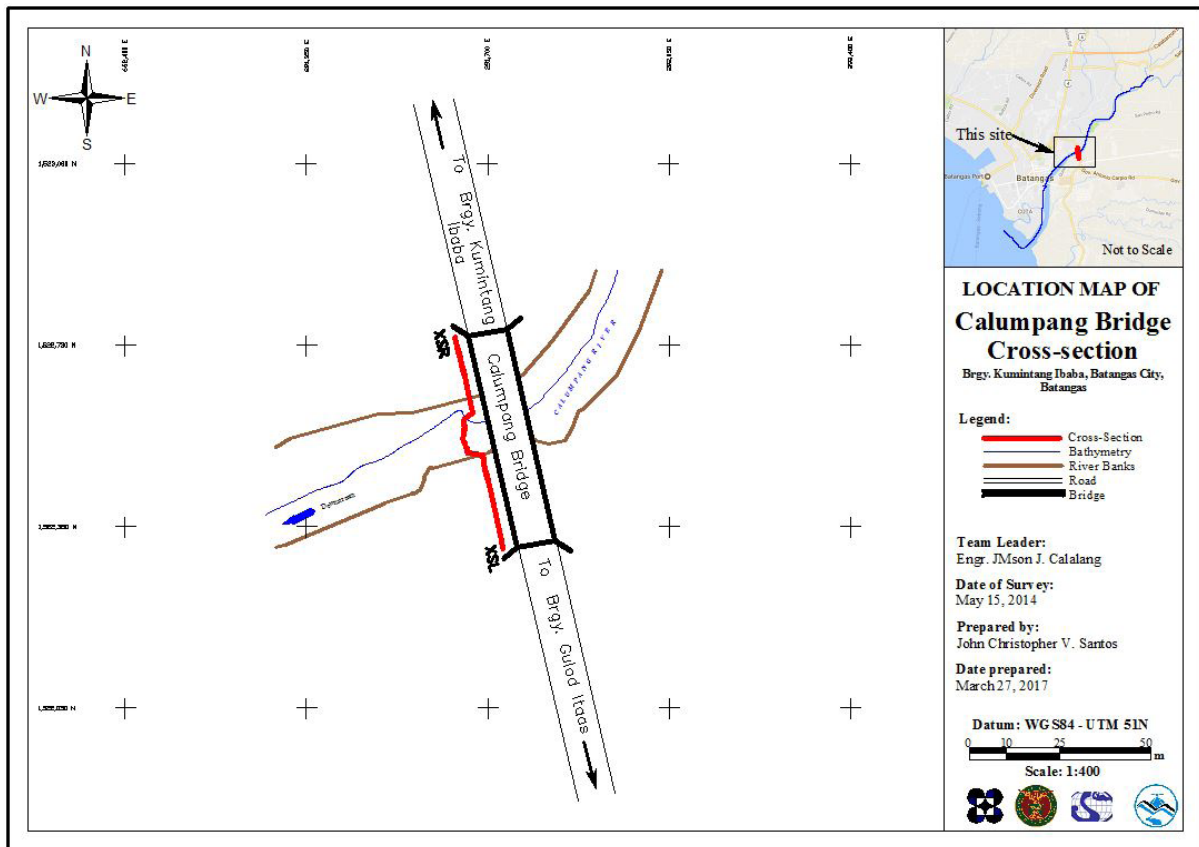 N
W E
S
To Brgy. Kumintang
Ibaba
XSR
Calumpang Bridge
CALUMPANG RIVER
XSL
To Brgy. Gulod Itaas
This site
Batangas
Batangas Port
Not to Scale
LOCATION MAP OF
Calumpang Bridge
Cross-section
Brgy. Kumintang Ibaba, Batangas City,
Batangas
Legend:
Cross-Section
Bathymetry
River Banks
Road
Bridge
Team Leader:
Engr. JMson J. Calalang
Date of Survey:
May 15, 2014
Prepared by:
John Christopher V. Santos
Date prepared:
March 27, 2017
Datum: WGS84 - UTM 51N
0 10 25 50
m
Scale: 1:400